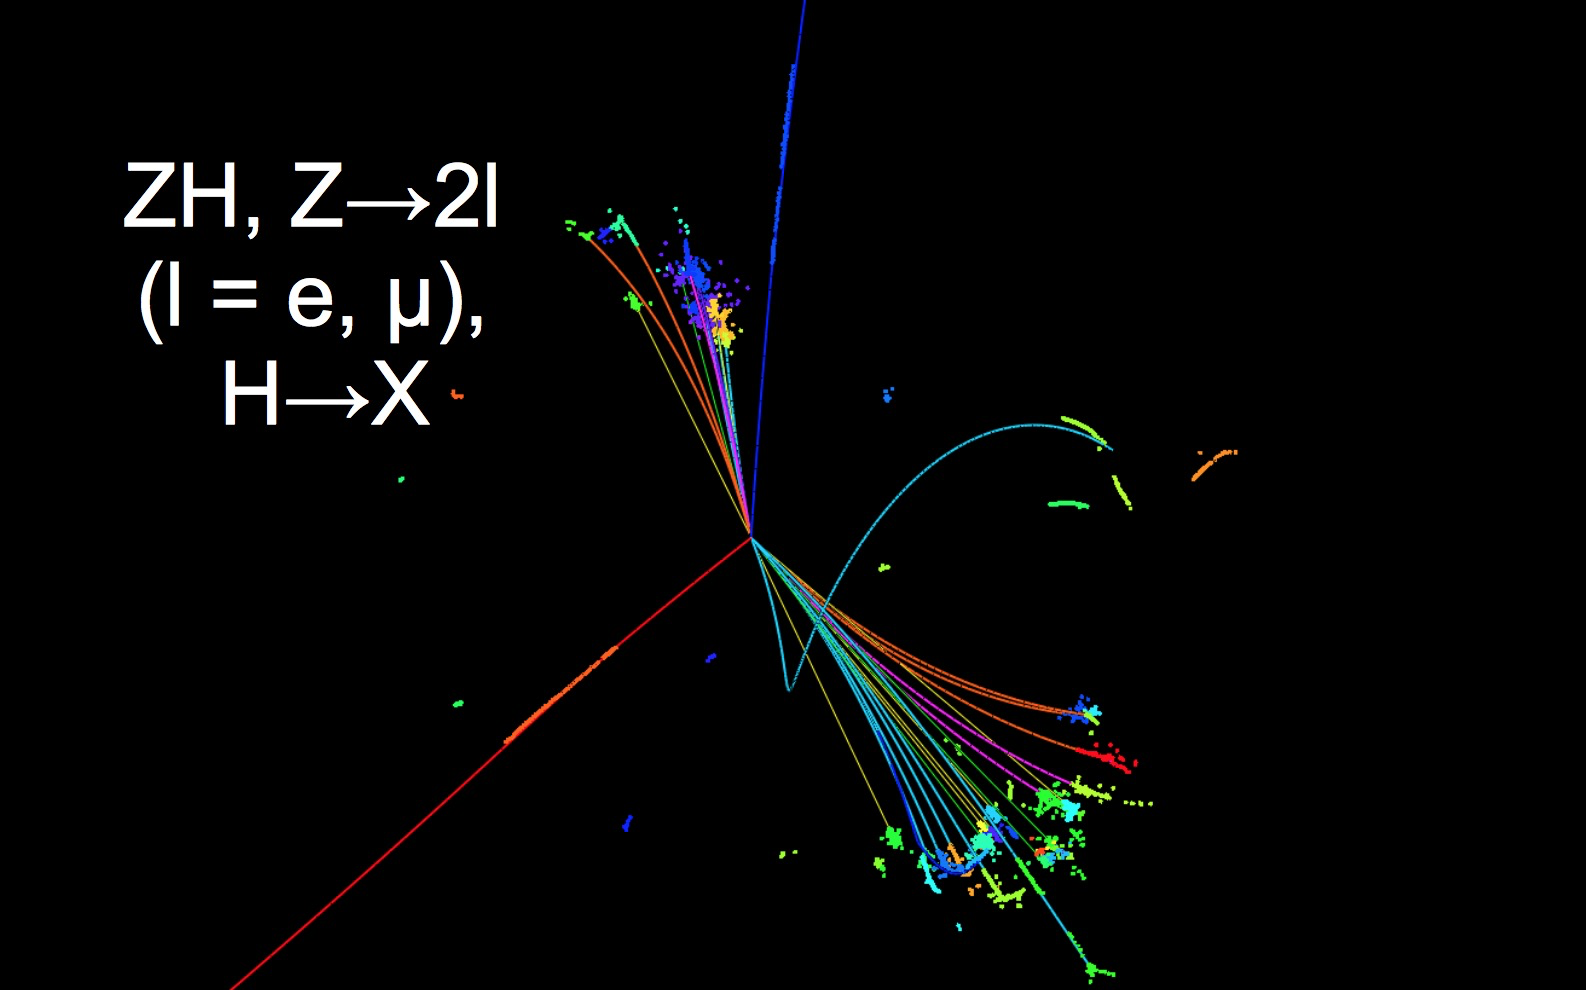 ZH, Z→2l
(l = e, μ),
H→X